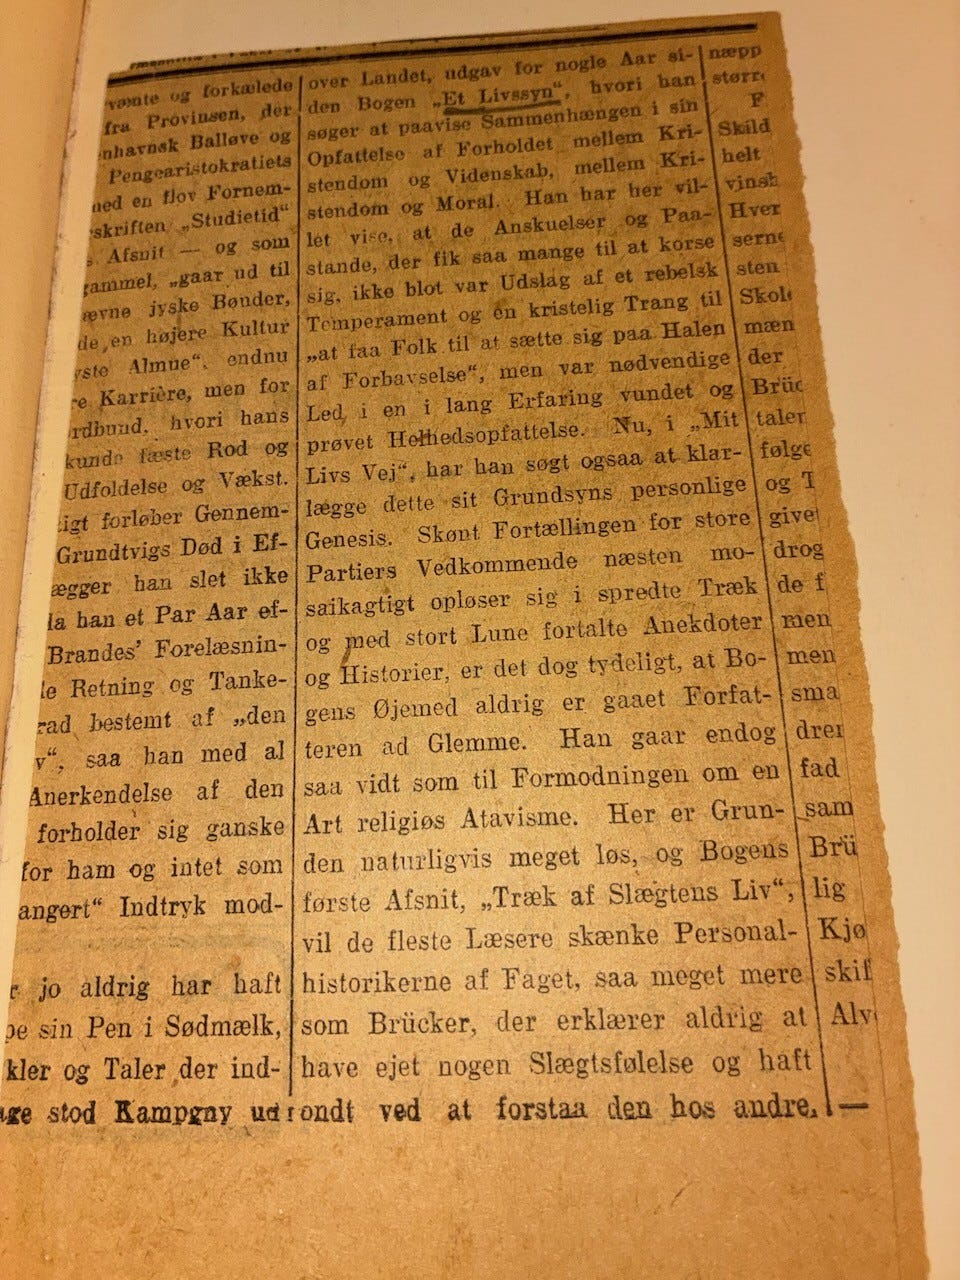 vømte og forkælede
fra Provinsen, der
nhavnsk Balløve og
Pengearistokratiets
ned en flov Fornem-
skriften „Studietid“
Afsnit — og som
gammel, „gaar ud til
ævne jyske Bønder,
de en højere Kultur
vste Almue“, endnu
re Karrière, men for
rdbund, hvori hans
kunde fæste Rod og
Udfoldelse og Vækst.
igt forløber Gennem-
Grundtvigs Død i Ef-
ægger han slet ikke
la han et Par Aar ef-
Brandes' Forelæsnin-
le Retning og Tanke-
rad bestemt af „den
v“, saa han med al
Anerkendelse af den
forholder sig ganske
for ham og intet som
angert“ Indtryk mod-
r jo aldrig har haft
pe sin Pen i Sødmælk,
kler og Taler der ind-
age stod Kampgny ud
over Landet, udgav for nogle Aar si-
den Bogen „Et Livssyn“, hvori han
søger at paavise Sammenhængen i sin
Opfattelse af Forholdet mellem Kri-
stendom og Videnskab, mellem Kri-
stendom og Moral. Han har her vil-
let vise, at de Anskuelser og Paa-
stande, der fik saa mange til at korse
sig, ikke blot var Udslag af et rebelsk
Temperament og en kristelig Trang til
„at faa Folk til at sætte sig paa Halen
af Forbavselse“, men var nødvendige
Led i en i lang Erfaring vundet og
prøvet Helhedsopfattelse. Nu, i „Mit
Livs Vej“, har han søgt ogsaa at klar-
lægge dette sit Grundsyns personlige
Genesis. Skønt Fortællingen for store
Partiers Vedkommende næsten mo-
saikagtigt opløser sig i spredte Træk
og med stort Lune fortalte Anekdoter
og Historier, er det dog tydeligt, at Bo-
gens Øjemed aldrig er gaaet Forfat-
teren ad Glemme. Han gaar endog
saa vidt som til Formodningen om en
Art religiøs Atavisme. Her er Grun-
den naturligvis meget løs, og Bogens
første Afsnit, „Træk af Slægtens Liv“,
vil de fleste Læsere skænke Personal-
historikerne af Faget, saa meget mere
som Brücker, der erklærer aldrig at
have ejet nogen Slægtsfølelse og haft
ondt ved at forstaa den hos andre. —
næpp
større
F
Skild
helt
vinsk
Hver
serne
sten
Skole
mæn
der
Brüc
taler
følge
og
give
drog
de f
men
men
sma
drer
fad
sam
Brü
lig
Kjø
skif
Alv